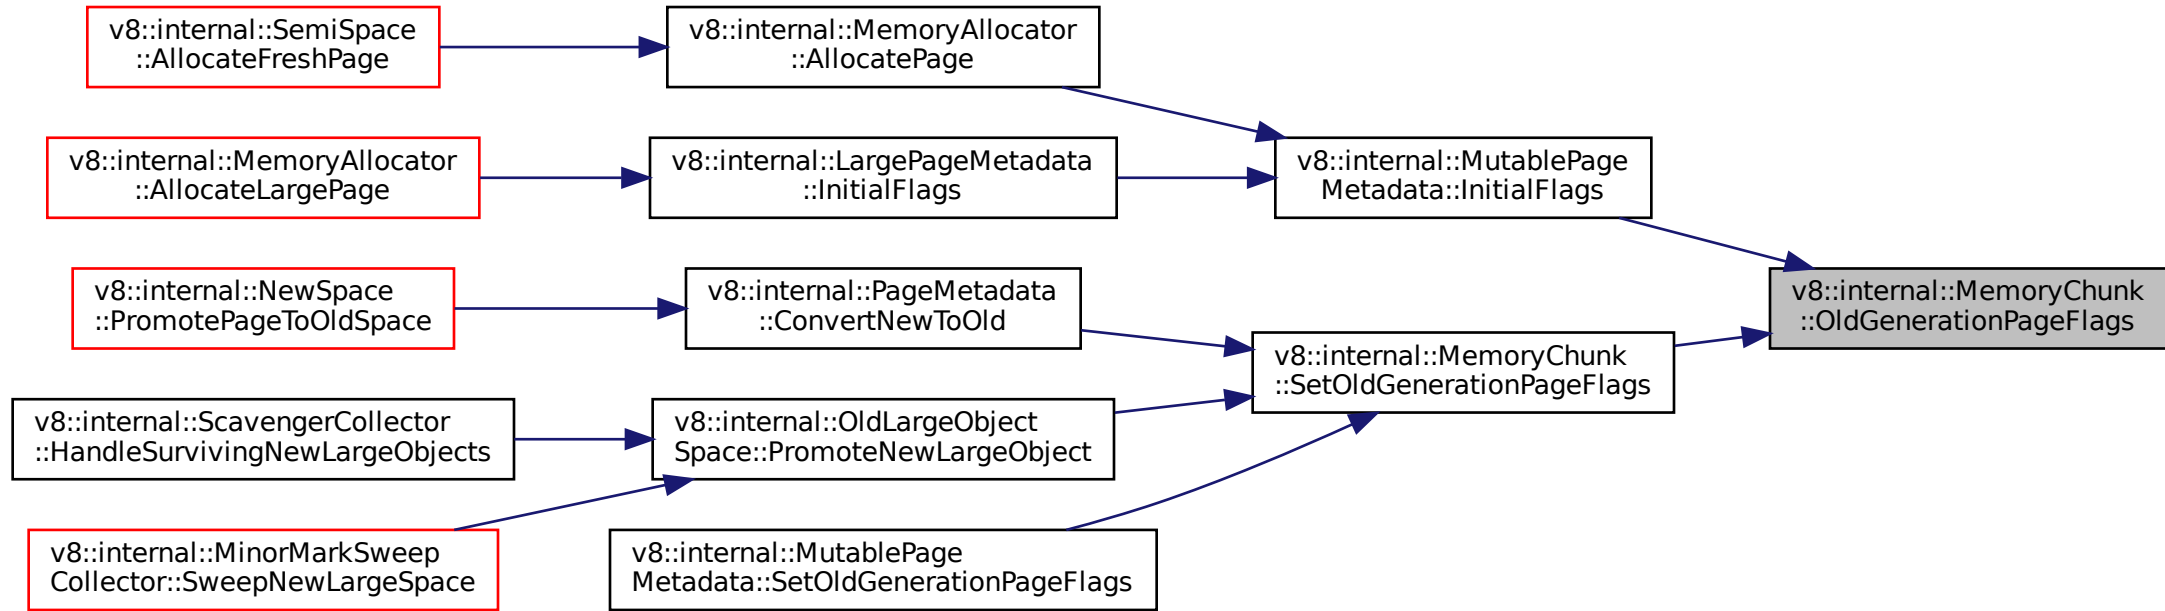 v8::internal::SemiSpace
::AllocateFreshPage
v8::internal::MemoryAllocator
::AllocatePage
v8::internal::MemoryAllocator
::AllocateLargePage
v8::internal::LargePageMetadata
::InitialFlags
v8::internal::MutablePage
Metadata::InitialFlags
v8::internal::NewSpace
::PromotePageToOldSpace
v8::internal::PageMetadata
::ConvertNewToOld
v8::internal::MemoryChunk
::OldGenerationPageFlags
v8::internal::MemoryChunk
::SetOldGenerationPageFlags
v8::internal::ScavengerCollector
::HandleSurvivingNewLargeObjects
v8::internal::OldLargeObject
Space::PromoteNewLargeObject
v8::internal::MinorMarkSweep
Collector::SweepNewLargeSpace
v8::internal::MutablePage
Metadata::SetOldGenerationPageFlags